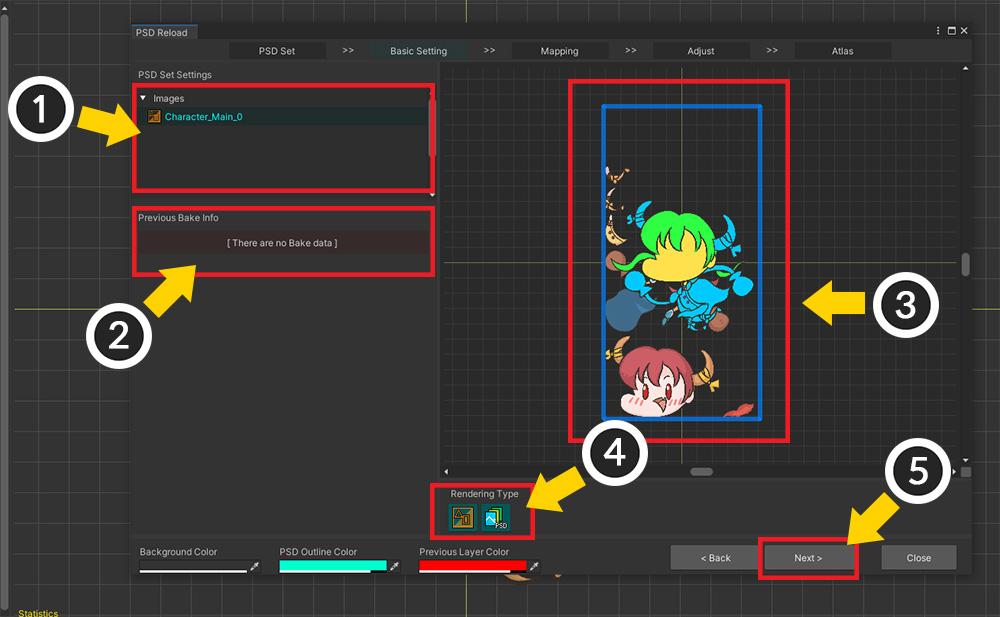 PSD Reload
PSD Set >> Basic Setting >> Mapping >> Adjust >> Atlas
PSD Set Settings
Images
Character_Main_0
1
Previous Bake Info
[ There are no Bake data ]
2
3
4
Rendering Type
PSD
5
Background Color
PSD Outline Color
Previous Layer Color
< Back
Next >
Close
Statistics